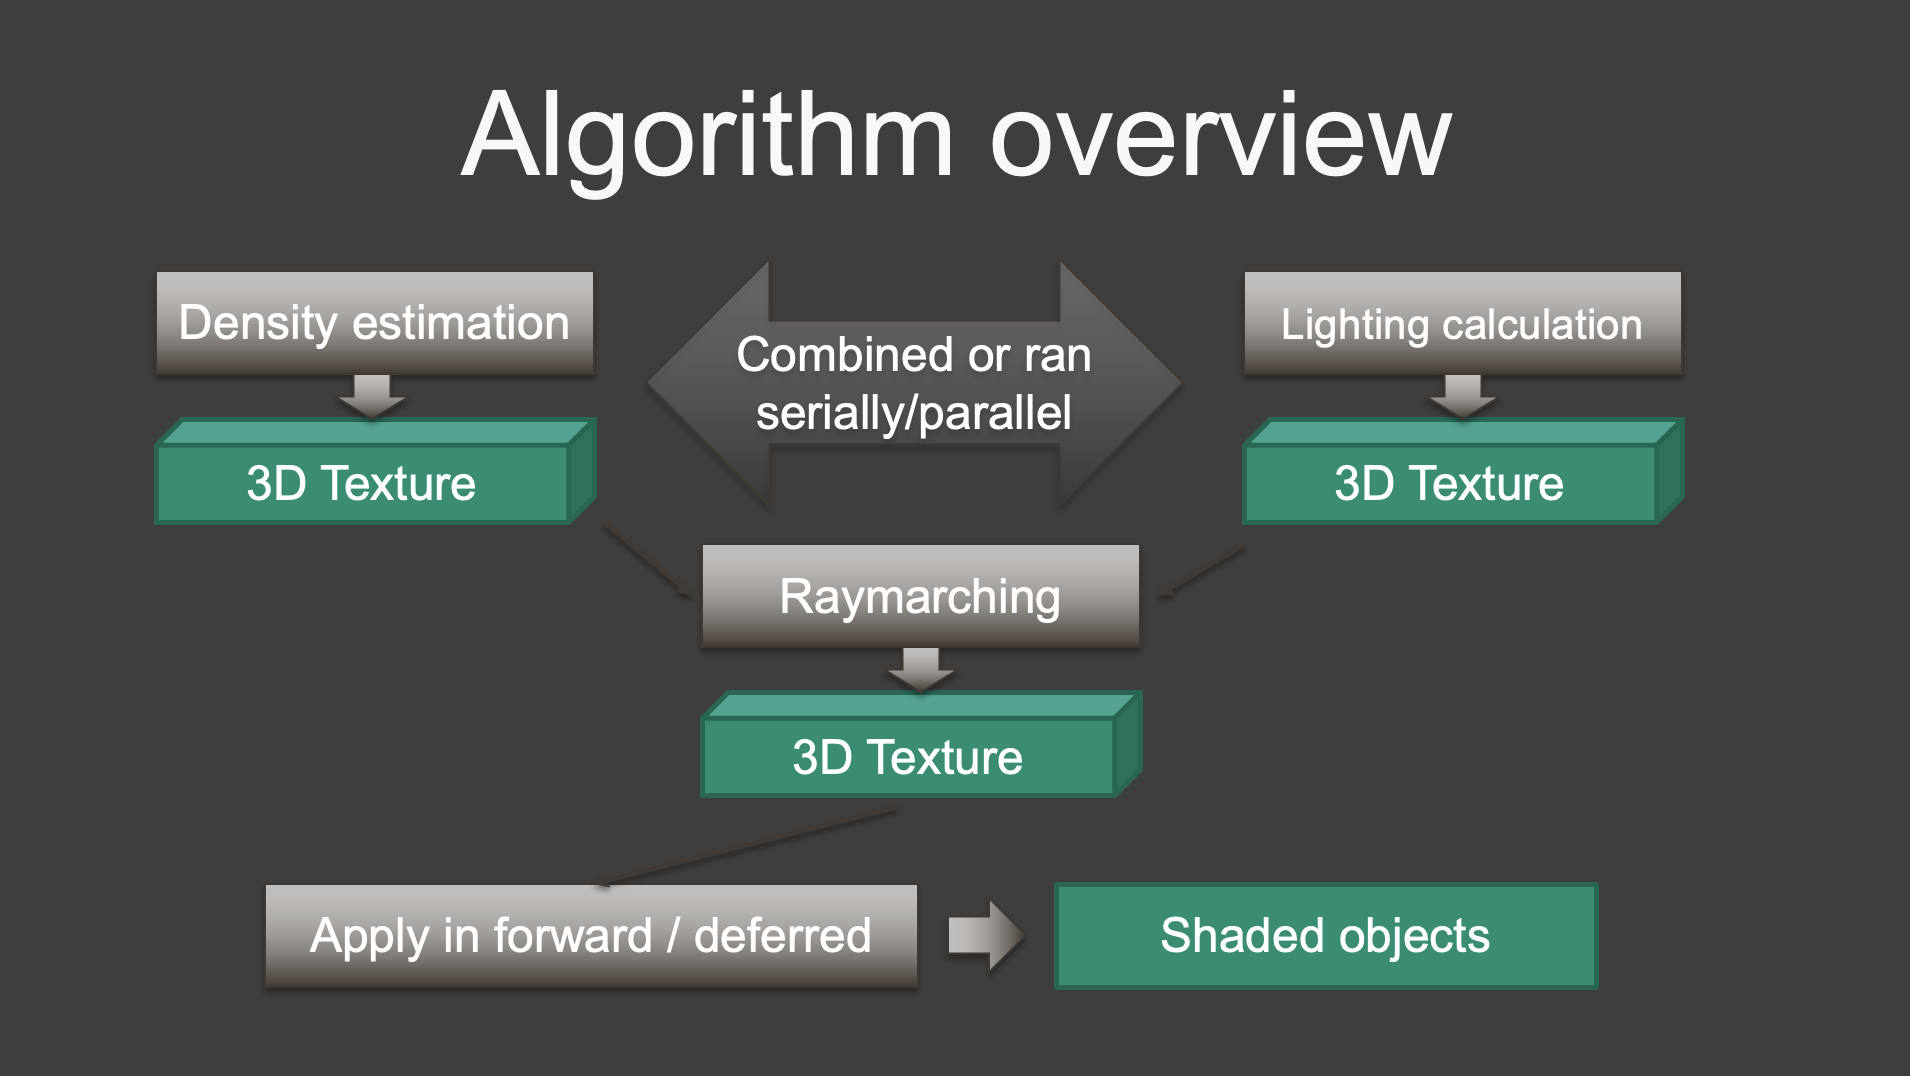 Algorithm overview
Density estimation
Combined or ran
serially/parallel
Lighting calculation
3D Texture
3D Texture
Raymarching
3D Texture
Apply in forward / deferred
Shaded objects